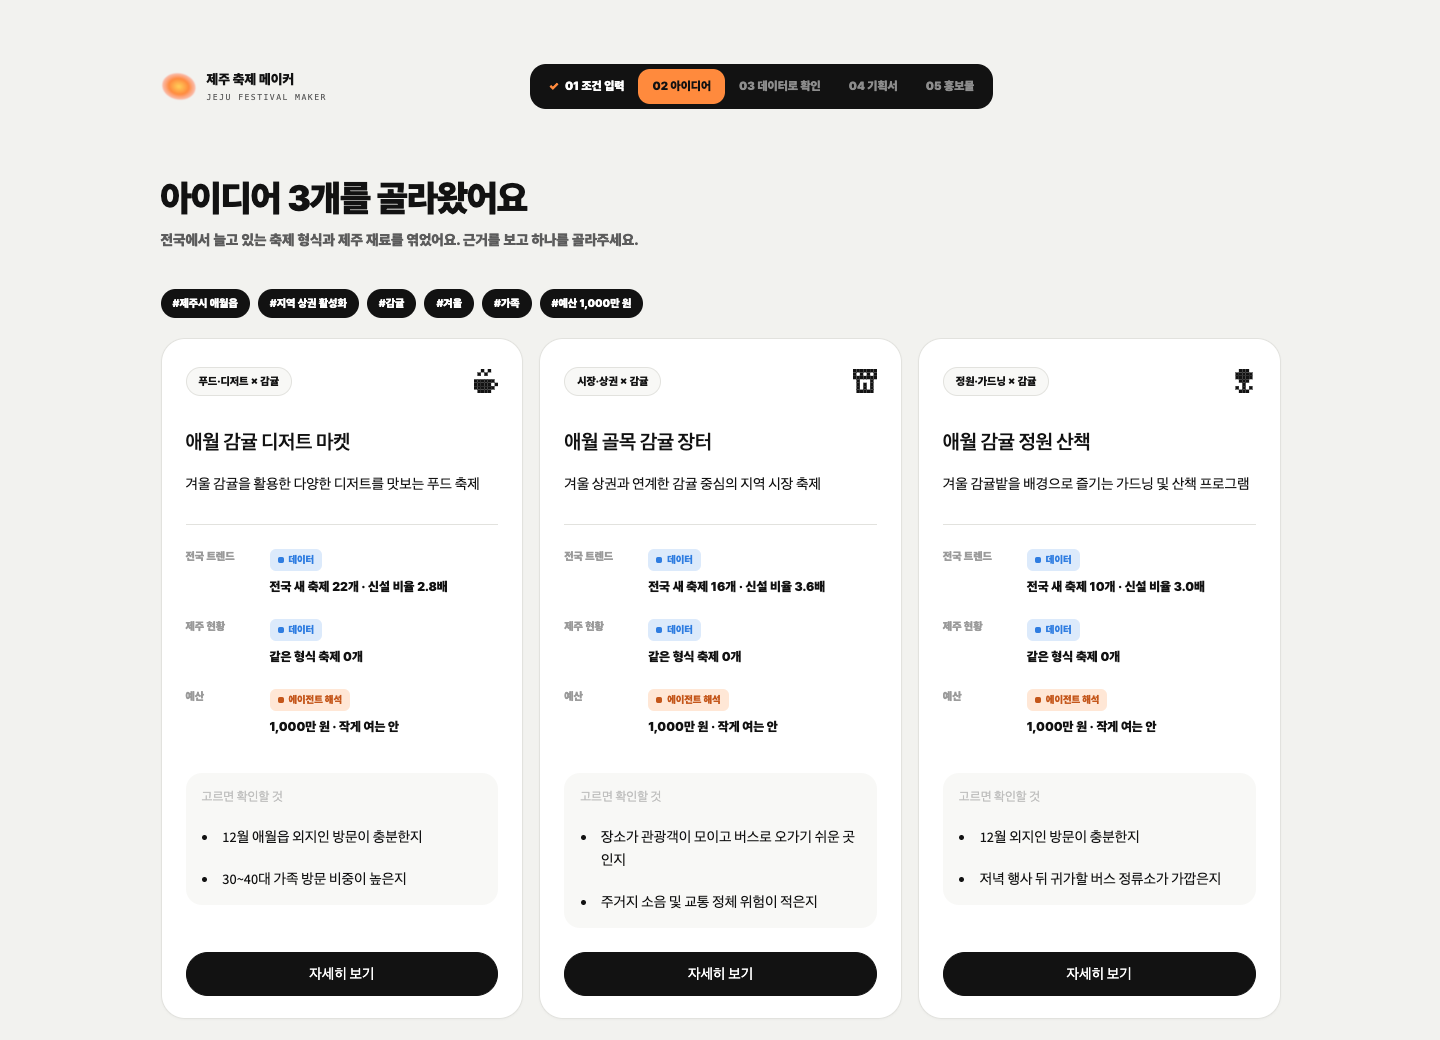 제주 축제 메이커
JEJU FESTIVAL MAKER
01 조건 입력
02 아이디어
03 데이터로 확인
04 기획서
05 홍보물
아이디어 3개를 골라왔어요
전국에서 늘고 있는 축제 형식과 제주 재료를 엮었어요. 근거를 보고 하나를 골라주세요.
#제주시 애월읍
#지역 상권 활성화
#감귤
#겨울
#가족
#예산 1,000만 원
푸드·디저트 × 감귤
애월 감귤 디저트 마켓
겨울 감귤을 활용한 다양한 디저트를 맛보는 푸드 축제
전국 트렌드
데이터
전국 새 축제 22개 · 신설 비율 2.8배
제주 현황
데이터
같은 형식 축제 0개
예산
에이전트 해석
1,000만 원 · 작게 여는 안
고르면 확인할 것
• 12월 애월읍 외지인 방문이 충분한지
• 30~40대 가족 방문 비중이 높은지
자세히 보기
시장·상권 × 감귤
애월 골목 감귤 장터
겨울 상권과 연계한 감귤 중심의 지역 시장 축제
전국 트렌드
데이터
전국 새 축제 16개 · 신설 비율 3.6배
제주 현황
데이터
같은 형식 축제 0개
예산
에이전트 해석
1,000만 원 · 작게 여는 안
고르면 확인할 것
• 장소가 관광객이 모이고 버스로 오가기 쉬운 곳
인지
• 주거지 소음 및 교통 정체 위험이 적은지
자세히 보기
정원·가드닝 × 감귤
애월 감귤 정원 산책
겨울 감귤밭을 배경으로 즐기는 가드닝 및 산책 프로그램
전국 트렌드
데이터
전국 새 축제 10개 · 신설 비율 3.0배
제주 현황
데이터
같은 형식 축제 0개
예산
에이전트 해석
1,000만 원 · 작게 여는 안
고르면 확인할 것
• 12월 외지인 방문이 충분한지
• 저녁 행사 뒤 귀가할 버스 정류소가 가깝은지
자세히 보기